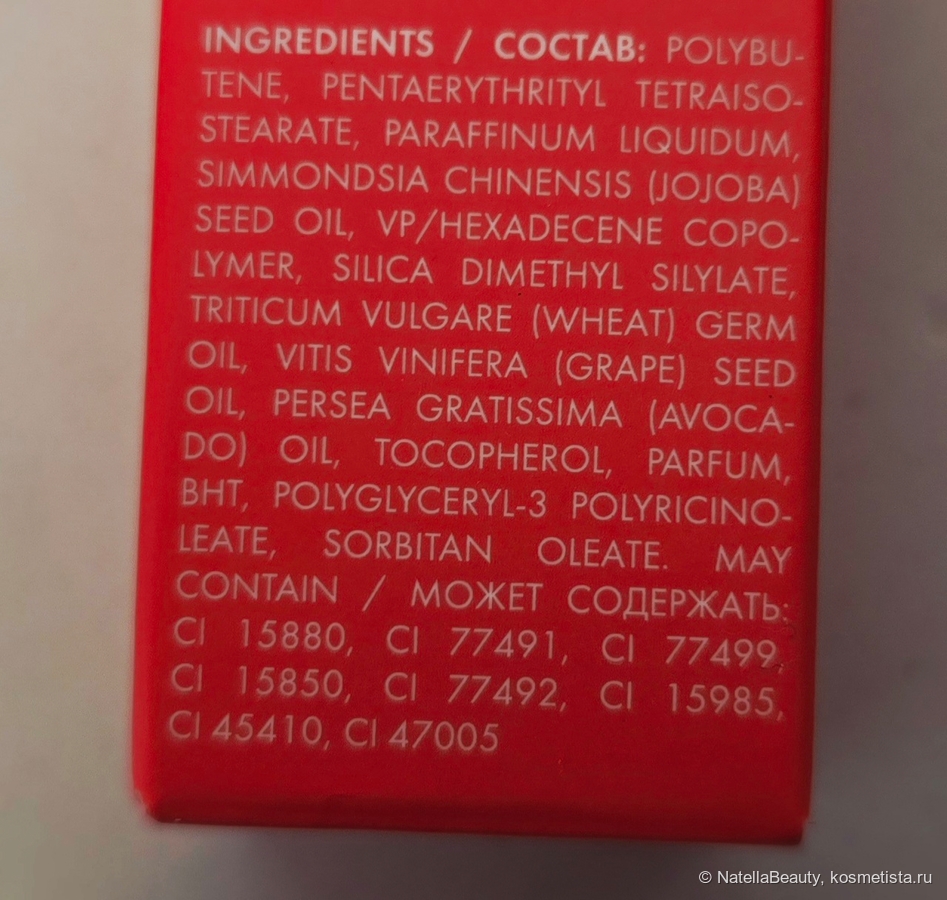 INGREDIENTS / СОСТАВ: POLYBU-
TENE, PENTAERYTHRITYL TETRAISO-
STEARATE, PARAFFINUM LIQUIDUM,
SIMMONDSIA CHINENSIS (JOJOBA)
SEED OIL, VP/HEXADECENE COPO-
LYMER, SILICA DIMETHYL SILYLATE,
TRITICUM VULGARE (WHEAT) GERM
OIL, VITIS VINIFERA (GRAPE) SEED
OIL, PERSEA GRATISSIMA (AVOCA-
DO) OIL, TOCOPHEROL, PARFUM,
BHT, POLYGLYCERYL-3 POLYRICINO-
LEATE, SORBITAN OLEATE. MAY
CONTAIN / МОЖЕТ СОДЕРЖАТЬ:
CI 15880, CI 77491, CI 77499,
CI 15850, CI 77492, CI 15985,
CI 45410, CI 47005
© NatellaBeauty, kosmetista.ru